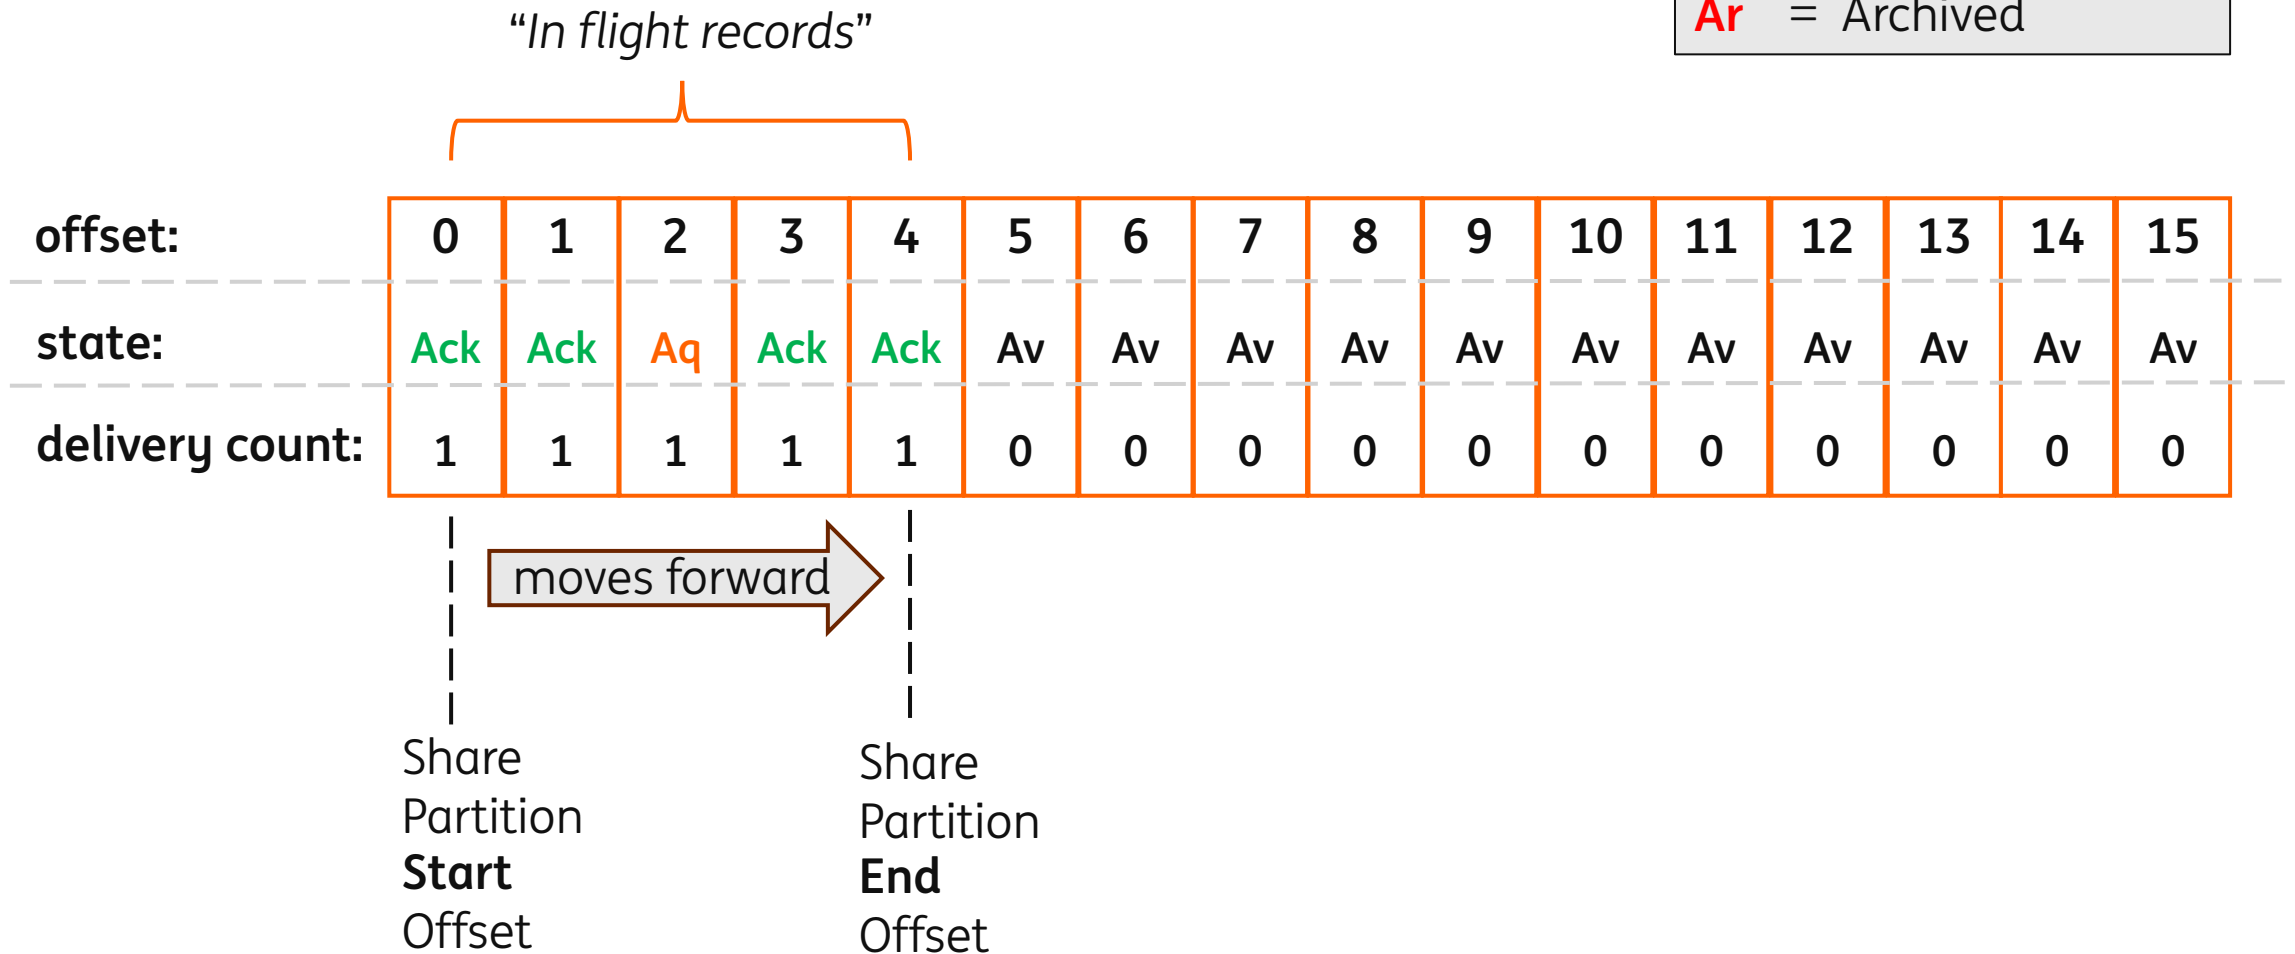 “In flight records”
Ar = Archived
offset: 0 1 2 3 4 5 6 7 8 9 10 11 12 13 14 15
state: Ack Ack Aq Ack Ack Av Av Av Av Av Av Av Av Av Av Av
delivery count: 1 1 1 1 1 0 0 0 0 0 0 0 0 0 0 0
moves forward
Share
Partition
Start
Offset
Share
Partition
End
Offset